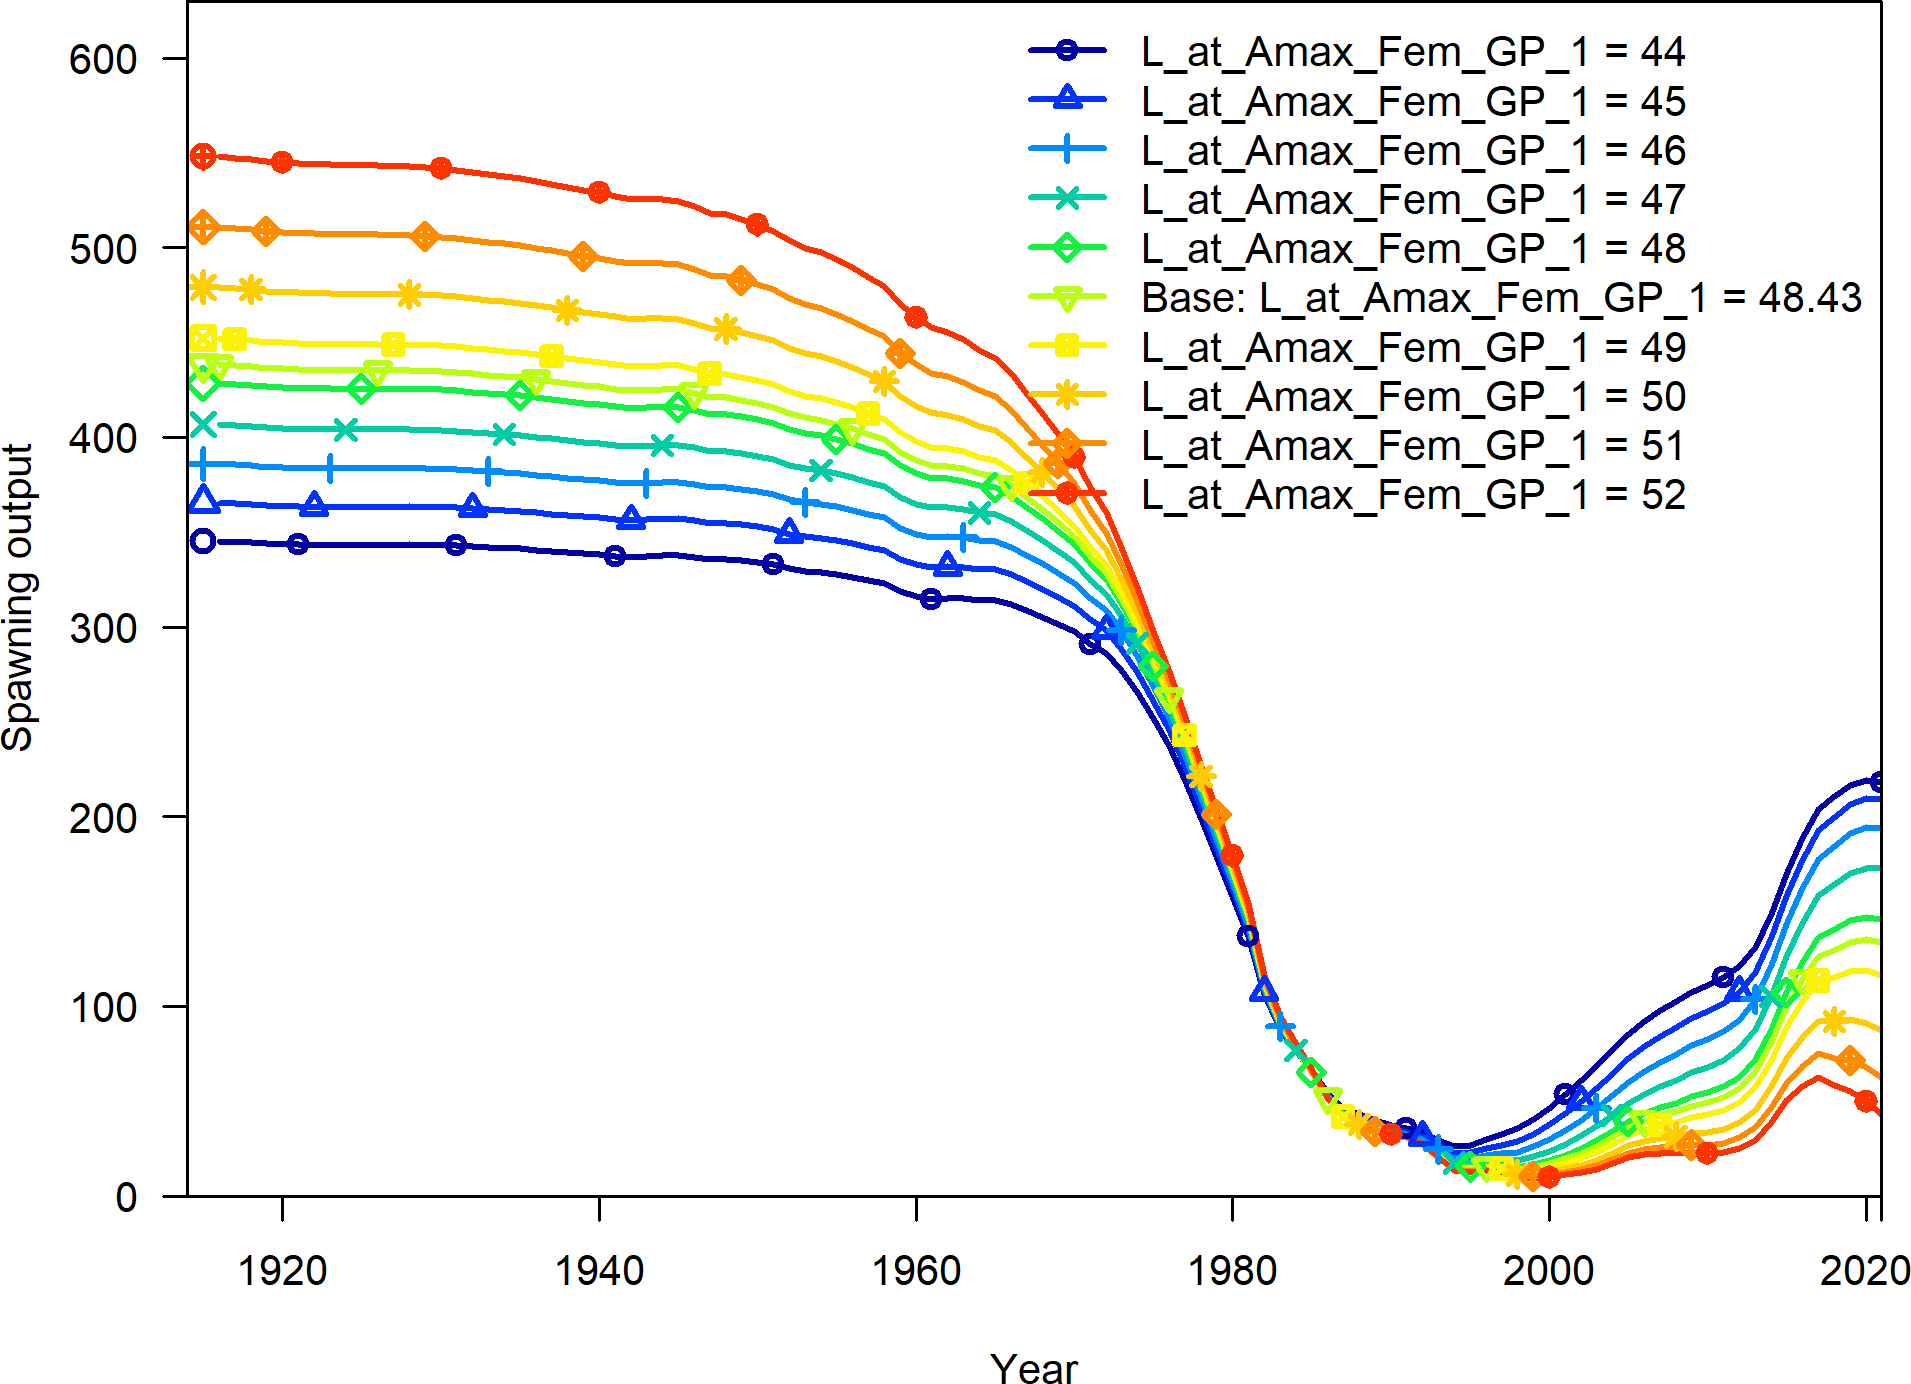 L_at_Amax_Fem_GP_1 = 44
L_at_Amax_Fem_GP_1 = 45
L_at_Amax_Fem_GP_1 = 46
L_at_Amax_Fem_GP_1 = 47
L_at_Amax_Fem_GP_1 = 48
Base: L_at_Amax_Fem_GP_1 = 48.43
L_at_Amax_Fem_GP_1 = 49
L_at_Amax_Fem_GP_1 = 50
L_at_Amax_Fem_GP_1 = 51
L_at_Amax_Fem_GP_1 = 52
Spawning output
600
500
400
300
200
100
0
1920 1940 1960 1980 2000 2020
Year